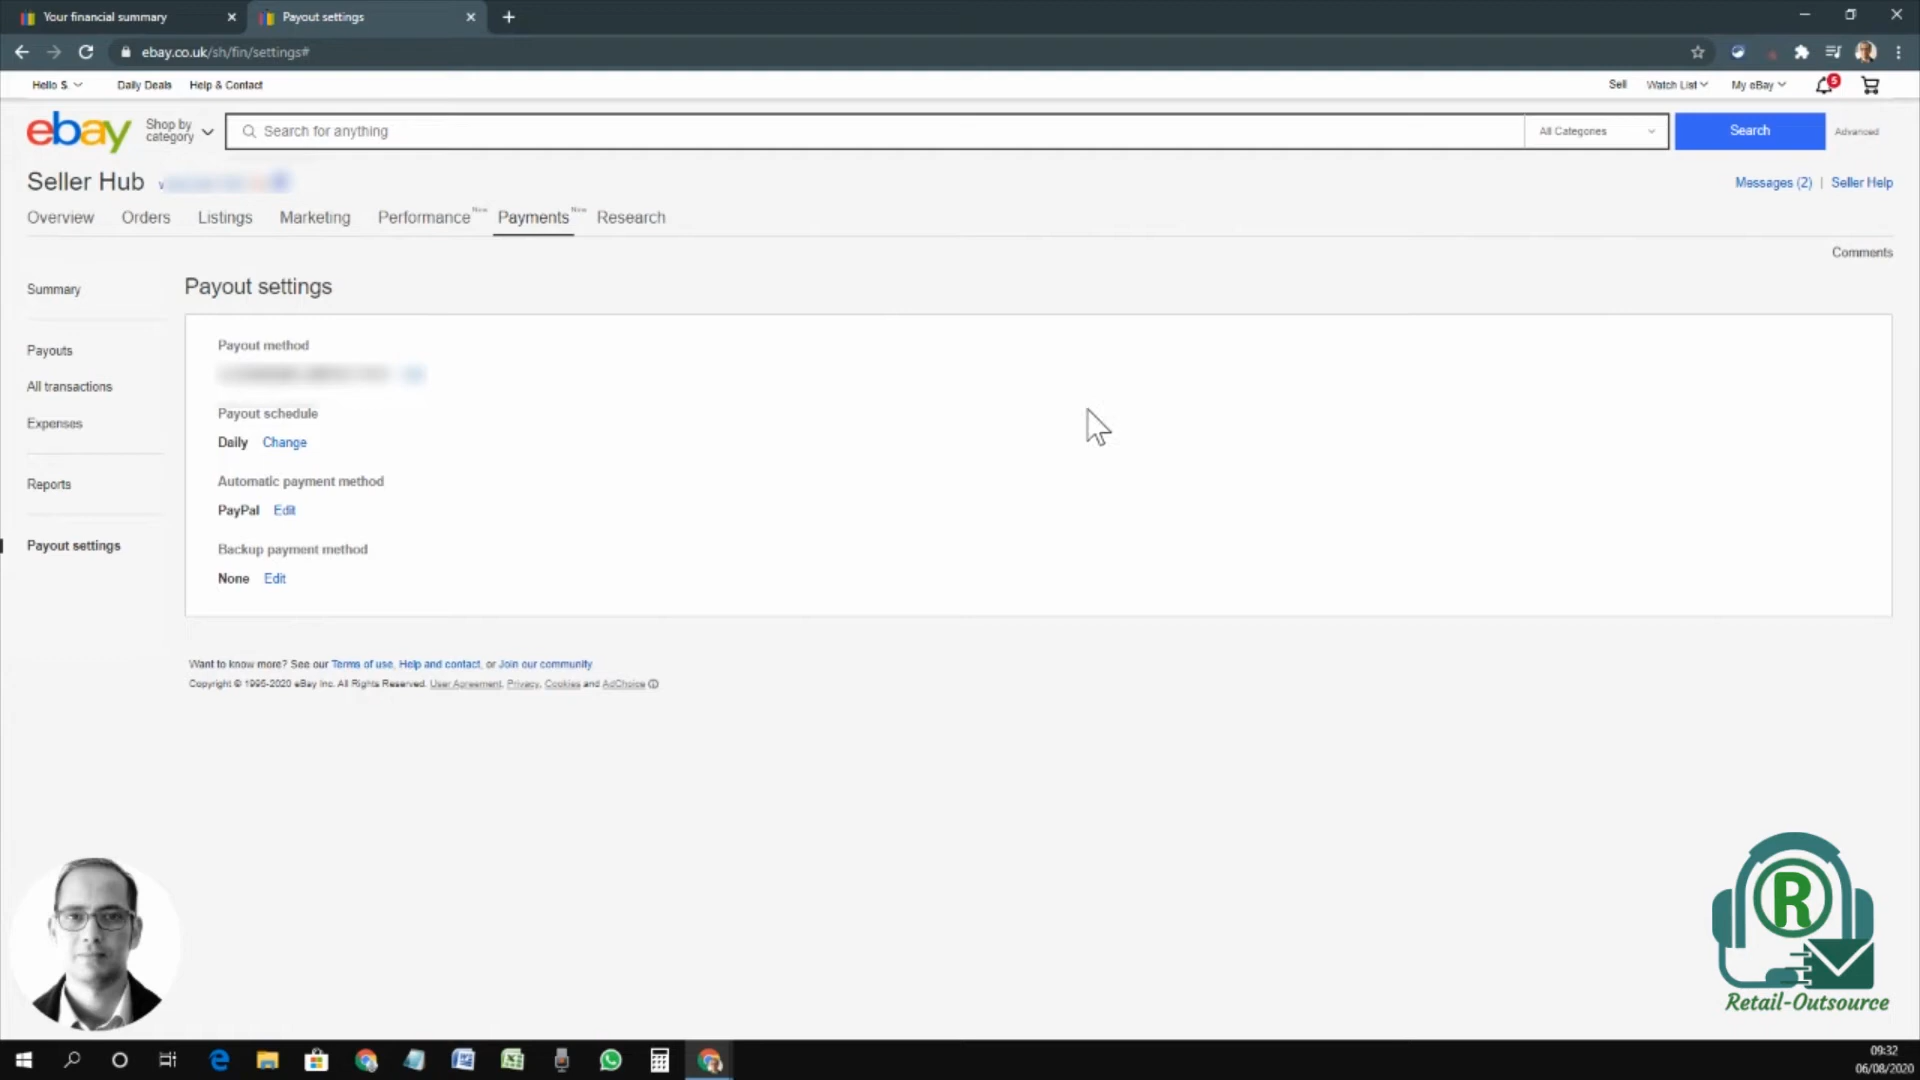 Your financial summary
Payout settings
ebay.co.uk/sh/fin/settings#
Hello S
Daily Deals
Help & Contact
Sell
Watch List
My eBay
5
ebay
Shop by
category
Search for anything
All Categories
Search
Advanced
Seller Hub
Messages (2) | Seller Help
Overview
Orders
Listings
Marketing
Performance New
Payments New
Research
Comments
Summary
Payouts
All transactions
Expenses
Reports
Payout settings
Payout settings
Payout method
Payout schedule
Daily Change
Automatic payment method
PayPal Edit
Backup payment method
None Edit
Want to know more? See our Terms of use, Help and contact, or Join our community
Copyright © 1995-2020 eBay Inc. All Rights Reserved. User Agreement, Privacy, Cookies and AdChoice
R
Retail-Outsource
09:32
06/08/2020